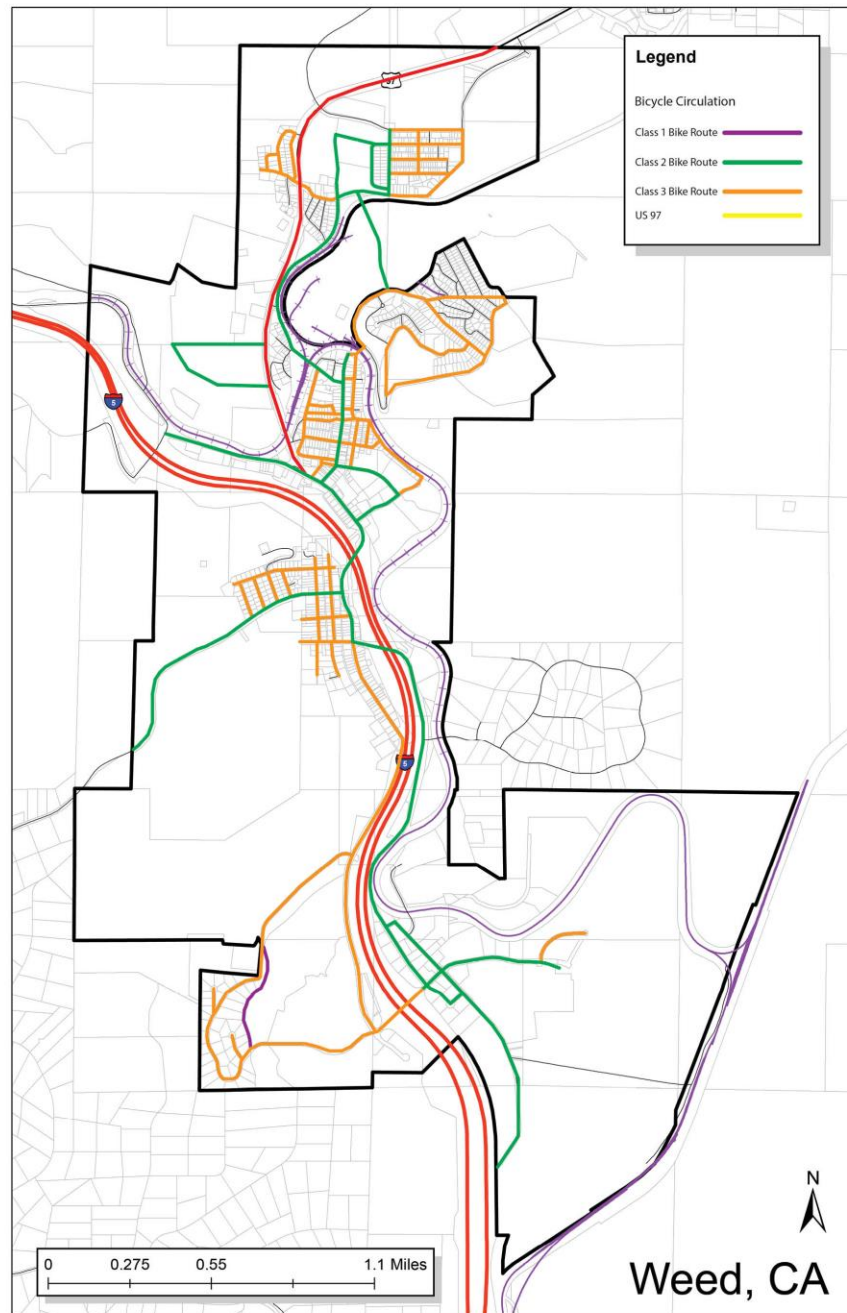 97
Legend
Bicycle Circulation
Class 1 Bike Route
Class 2 Bike Route
Class 3 Bike Route
US 97
5
5
N
0 0.275 0.55 1.1 Miles
Weed, CA